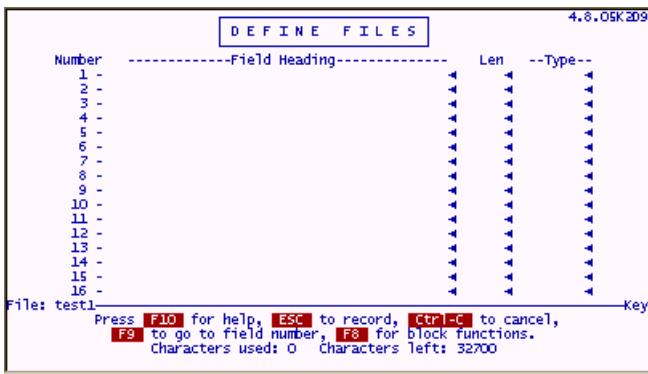 4.8.05K2D9
DEFINE FILES
Number -------------Field Heading-------------- Len --Type--
1 -
2 -
3 -
4 -
5 -
6 -
7 -
8 -
9 -
10 -
11 -
12 -
13 -
14 -
15 -
16 -
File: test1 Key
Press F10 for help, ESC to record, Ctrl-C to cancel,
F9 to go to field number, F8 for block functions.
Characters used: 0 Characters left: 32700